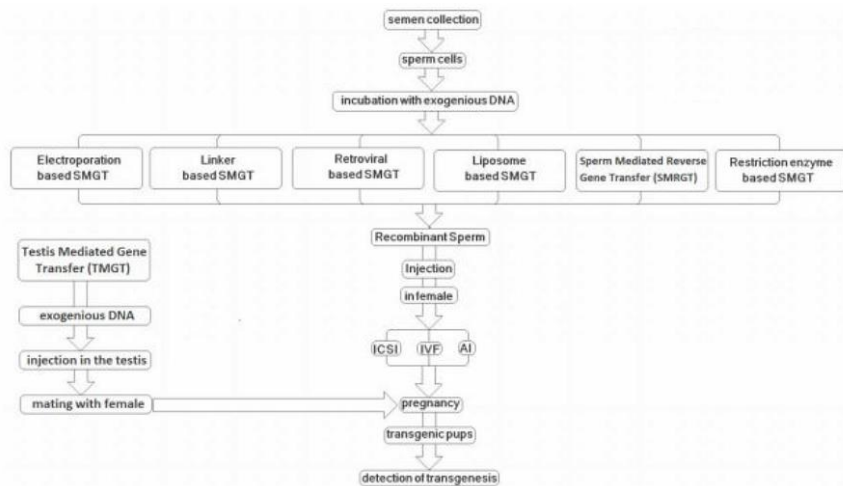 semen collection
sperm cells
incubation with exogenious DNA
Electroporation
based SMGT
Linker
based SMGT
Retroviral
based SMGT
Liposome
based SMGT
Sperm Mediated Reverse
Gene Transfer (SMRGT)
Restriction enzyme
based SMGT
Recombinant Sperm
Injection
in female
ICSI
IVF
AI
Testis Mediated Gene
Transfer (TMGT)
exogenious DNA
injection in the testis
mating with female
pregnancy
transgenic pups
detection of transgenesis